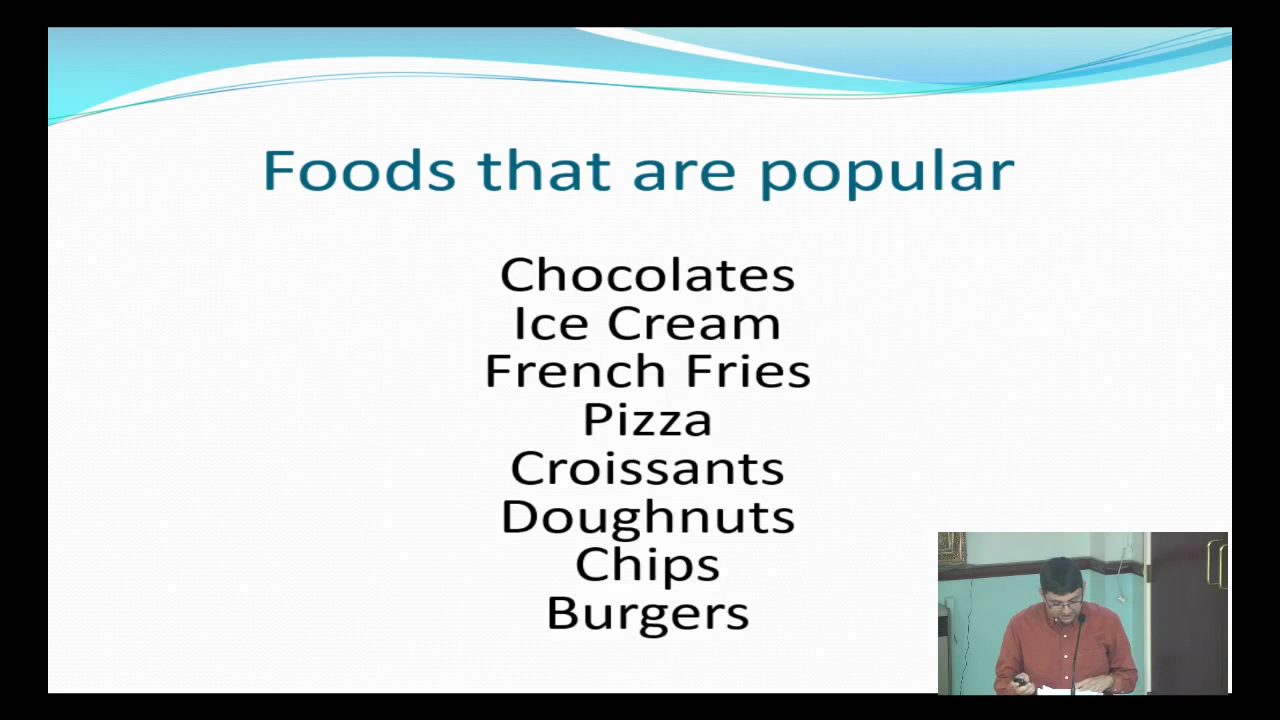 Foods that are popular
Chocolates
Ice Cream
French Fries
Pizza
Croissants
Doughnuts
Chips
Burgers